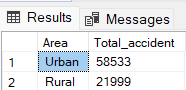 Results Messages
Area Total_accident
1 Urban 58533
2 Rural 21999